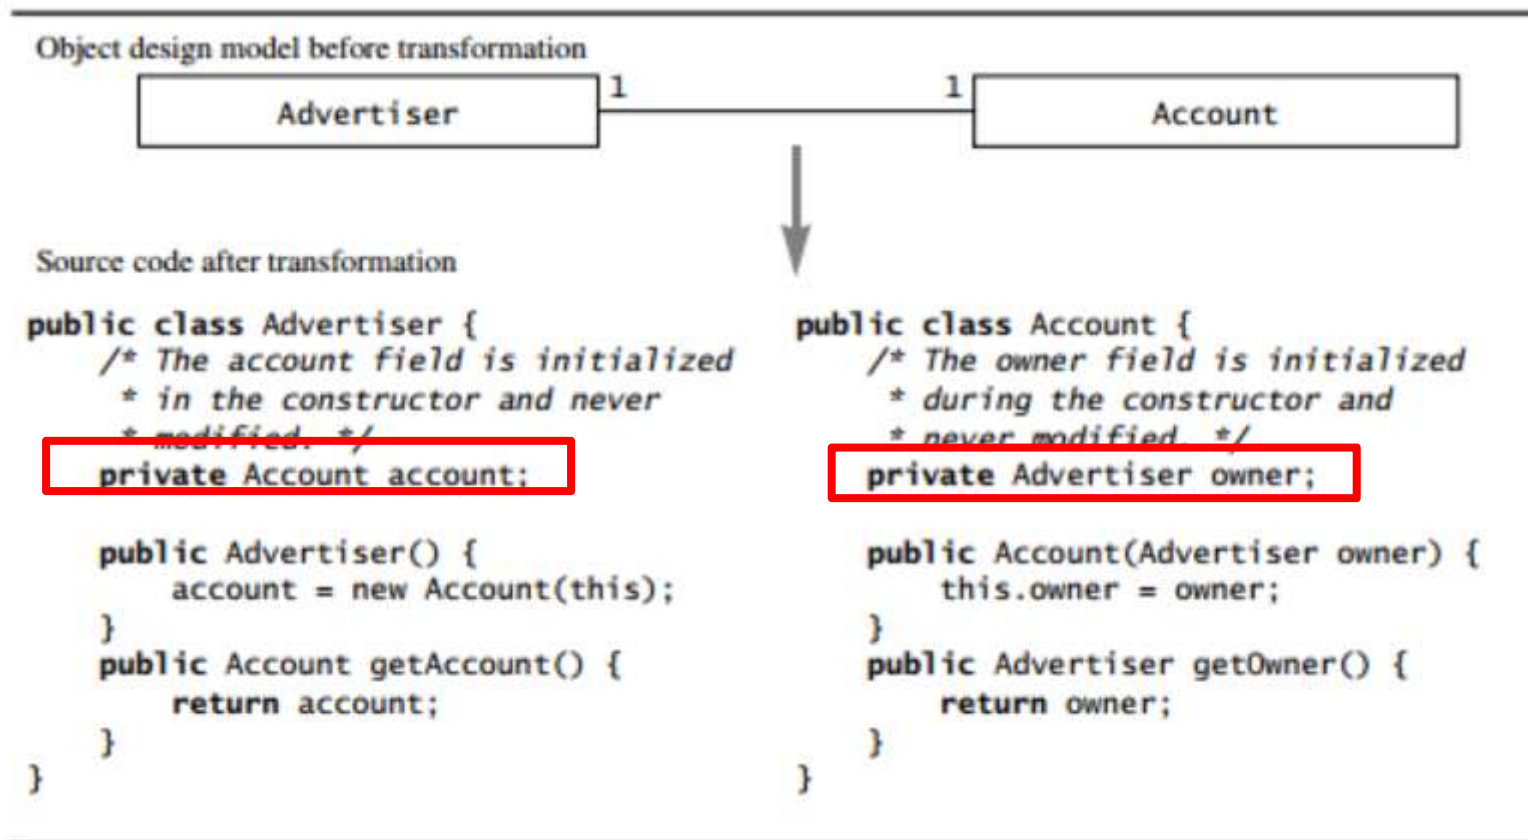 Object design model before transformation
Advertiser 1 1 Account
Source code after transformation
public class Advertiser {
/* The account field is initialized
* in the constructor and never
* modified. */
private Account account;
public Advertiser() {
account = new Account(this);
}
public Account getAccount() {
return account;
}
}
public class Account {
/* The owner field is initialized
* during the constructor and
* never modified. */
private Advertiser owner;
public Account(Advertiser owner) {
this.owner = owner;
}
public Advertiser getOwner() {
return owner;
}
}